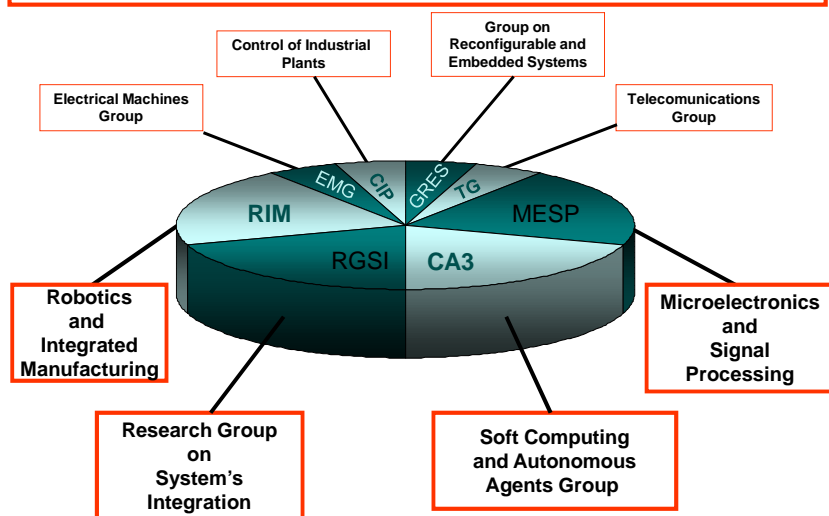 Control of Industrial
Plants
Group on
Reconfigurable and
Embedded Systems
Electrical Machines
Group
Telecomunications
Group
EMG
CIP
GRES
TG
RIM
MESP
RGSI
CA3
Robotics
and
Integrated
Manufacturing
Microelectronics
and
Signal
Processing
Research Group
on
System’s
Integration
Soft Computing
and Autonomous
Agents Group